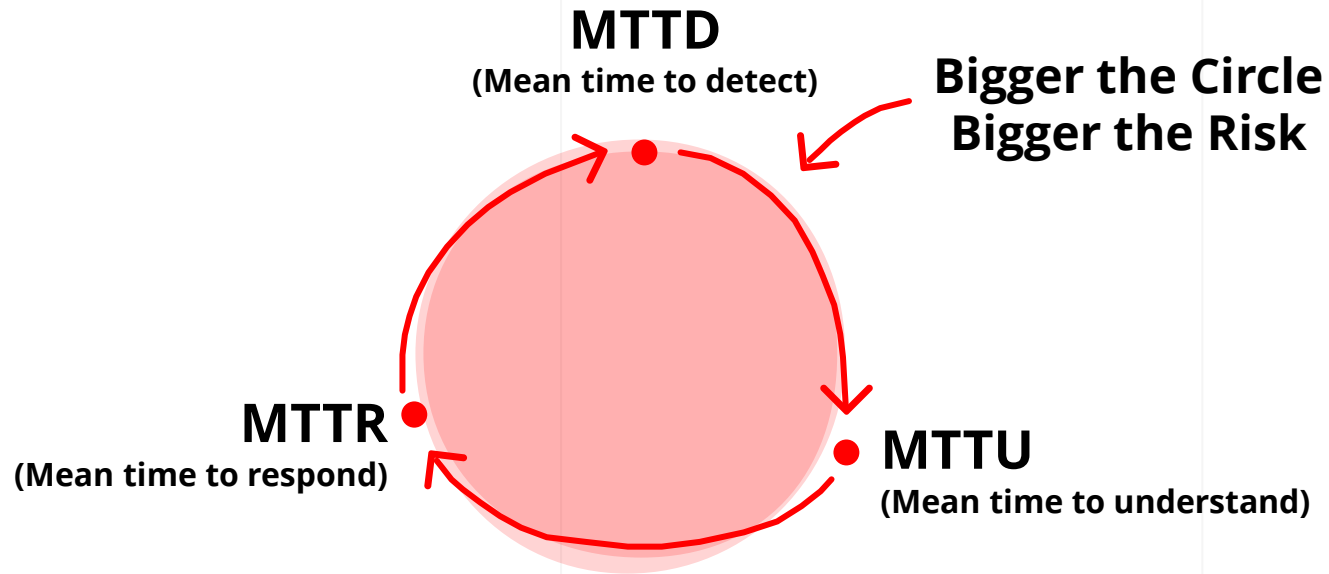 MTTD
(Mean time to detect)
Bigger the Circle
Bigger the Risk
MTTR
(Mean time to respond)
MTTU
(Mean time to understand)